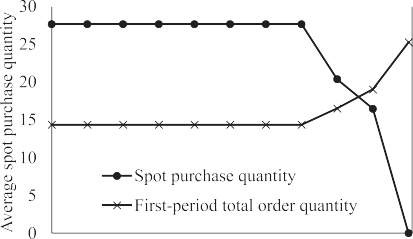 Average spot purchase quantity
30
25
20
15
10
5
0
Spot purchase quantity
First-period total order quantity